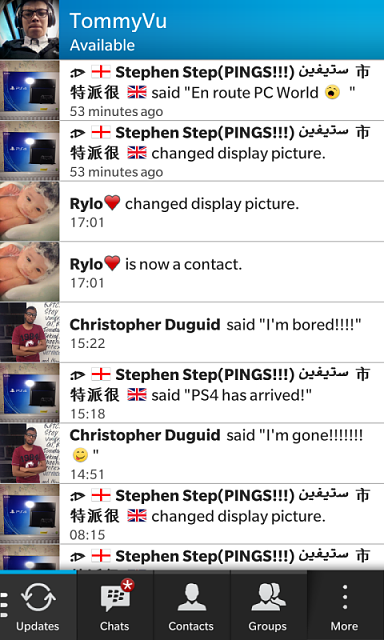 TommyVu
Available
Stephen Step(PINGS!!!) ستيفين 市
特派很 🇬🇧 said "En route PC World 😮 "
53 minutes ago
Stephen Step(PINGS!!!) ستيفين 市
特派很 🇬🇧 changed display picture.
53 minutes ago
Rylo❤ changed display picture.
17:01
Rylo❤ is now a contact.
17:01
Christopher Duguid said "I'm bored!!!!"
15:22
Stephen Step(PINGS!!!) ستيفين 市
特派很 🇬🇧 said "PS4 has arrived!"
15:18
Christopher Duguid said "I'm gone!!!!!!!
😋 "
14:51
Stephen Step(PINGS!!!) ستيفين 市
特派很 🇬🇧 changed display picture.
08:15
Stephen Step(PINGS!!!) ستيفين 市
Updates
Chats
Contacts
Groups
More